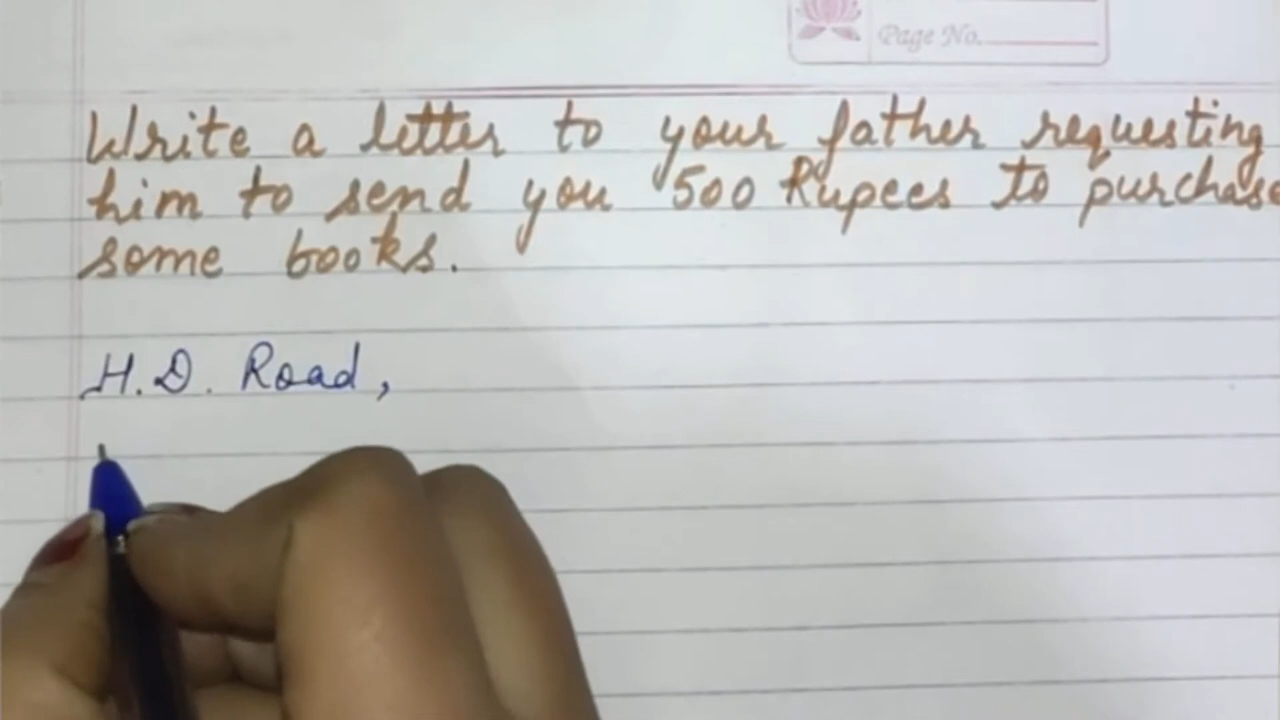 Page No.
Write a letter to your father requesting
him to send you 500 Rupees to purchase
some books.
H.D. Road,